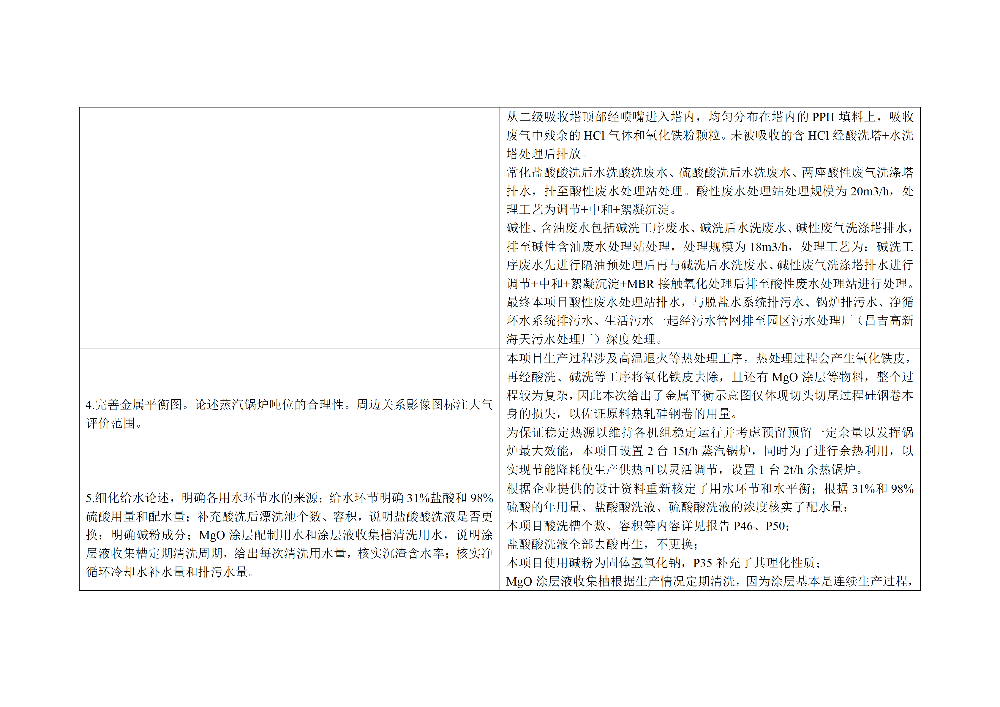 从二级吸收塔顶部经喷嘴进入塔内，均匀分布在塔内的 PPH 填料上，吸收
废气中残余的 HCl 气体和氧化铁粉颗粒。未被吸收的含 HCl 经酸洗塔+水洗
塔处理后排放。
常化盐酸酸洗后水洗酸洗废水、硫酸酸洗后水洗废水、两座酸性废气洗涤塔
排水，排至酸性废水处理站处理。酸性废水处理站处理规模为 20m3/h，处
理工艺为调节+中和+絮凝沉淀。
碱性、含油废水包括碱洗工序废水、碱洗后水洗废水、碱性废气洗涤塔排水，
排至碱性含油废水处理站处理，处理规模为 18m3/h，处理工艺为：碱洗工
序废水先进行隔油预处理后再与碱洗后水洗废水、碱性废气洗涤塔排水进行
调节+中和+絮凝沉淀+MBR 接触氧化处理后排至酸性废水处理站进行处理。
最终本项目酸性废水处理站排水，与脱盐水系统排污水、锅炉排污水、净循
环水系统排污水、生活污水一起经污水管网排至园区污水处理厂（昌吉高新
海天污水处理厂）深度处理。
4.完善金属平衡图。论述蒸汽锅炉吨位的合理性。周边关系影像图标注大气
评价范围。
本项目生产过程涉及高温退火等热处理工序，热处理过程会产生氧化铁皮，
再经酸洗、碱洗等工序将氧化铁皮去除，且还有 MgO 涂层等物料，整个过
程较为复杂，因此本次给出了金属平衡示意图仅体现切头切尾过程硅钢卷本
身的损失，以佐证原料热轧硅钢卷的用量。
为保证稳定热源以维持各机组稳定运行并考虑预留预留一定余量以发挥锅
炉最大效能，本项目设置 2 台 15t/h 蒸汽锅炉，同时为了进行余热利用，以
实现节能降耗使生产供热可以灵活调节，设置 1 台 2t/h 余热锅炉。
5.细化给水论述，明确各用水环节水的来源；给水环节明确 31%盐酸和 98%
硫酸用量和配水量；补充酸洗后漂洗池个数、容积，说明盐酸酸洗液是否更
换；明确碱粉成分；MgO 涂层配制用水和涂层液收集槽清洗用水，说明涂
层液收集槽定期清洗周期，给出每次清洗用水量，核实沉渣含水率；核实净
循环冷却水补水量和排污水量。
根据企业提供的设计资料重新核定了用水环节和水平衡；根据 31%和 98%
硫酸的年用量、盐酸酸洗液、硫酸酸洗液的浓度核实了配水量；
本项目酸洗槽个数、容积等内容详见报告 P46、P50；
盐酸酸洗液全部去酸再生，不更换；
本项目使用碱粉为固体氢氧化钠，P35 补充了其理化性质；
MgO 涂层液收集槽根据生产情况定期清洗，因为涂层基本是连续生产过程，